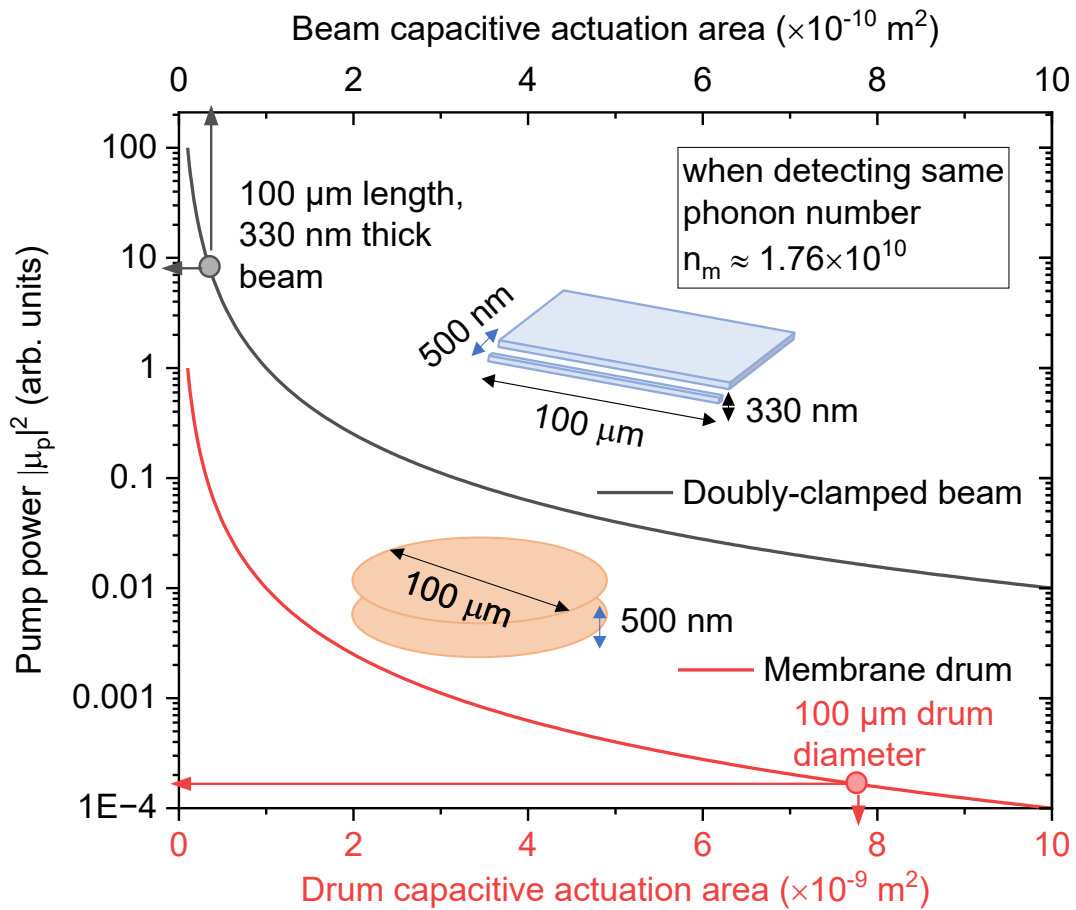 Beam capacitive actuation area (×10⁻¹⁰ m²)
0 2 4 6 8 10
Pump power |μₚ|² (arb. units)
100
10
1
0.1
0.01
0.001
1E−4
100 μm length,
330 nm thick
beam
when detecting same
phonon number
nₘ ≈ 1.76×10¹⁰
500 nm
100 μm
330 nm
Doubly-clamped beam
100 μm
500 nm
Membrane drum
100 μm drum
diameter
0 2 4 6 8 10
Drum capacitive actuation area (×10⁻⁹ m²)